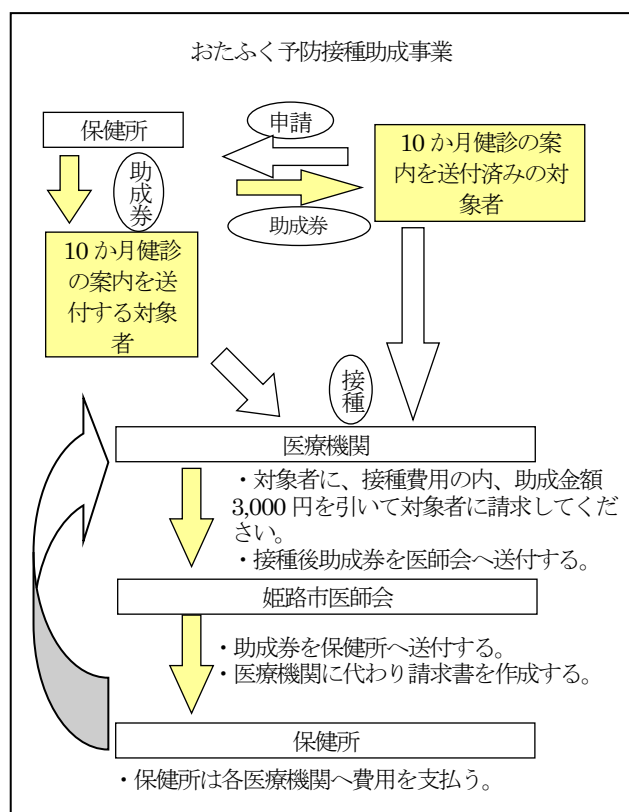 おたふく予防接種助成事業
保健所
申請
10か月健診の案
内を送付済みの対
象者
助成券
助成券
10か月健診
の案内を送
付する対象
者
接種
医療機関
・対象者に、接種費用の内、助成金額
3,000円を引いて対象者に請求してくだ
さい。
・接種後助成券を医師会へ送付する。
姫路市医師会
・助成券を保健所へ送付する。
・医療機関に代わり請求書を作成する。
保健所
・保健所は各医療機関へ費用を支払う。